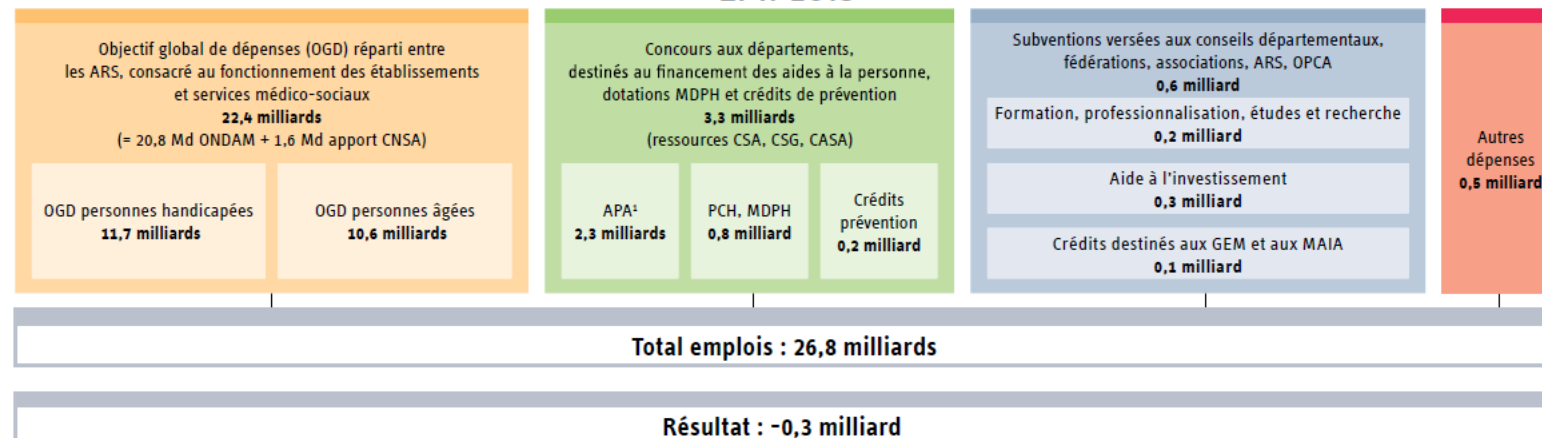 Objectif global de dépenses (OGD) réparti entre
les ARS, consacré au fonctionnement des établissements
et services médico-sociaux
22,4 milliards
(= 20,8 Md ONDAM + 1,6 Md apport CNSA)
OGD personnes handicapées
11,7 milliards
OGD personnes âgées
10,6 milliards
Concours aux départements,
destinés au financement des aides à la personne,
dotations MDPH et crédits de prévention
3,3 milliards
(ressources CSA, CSG, CASA)
APA¹
2,3 milliards
PCH, MDPH
0,8 milliard
Crédits
prévention
0,2 milliard
Subventions versées aux conseils départementaux,
fédérations, associations, ARS, OPCA
0,6 milliard
Formation, professionnalisation, études et recherche
0,2 milliard
Aide à l'investissement
0,3 milliard
Crédits destinés aux GEM et aux MAIA
0,1 milliard
Autres
dépenses
0,5 milliard
Total emplois : 26,8 milliards
Résultat : -0,3 milliard